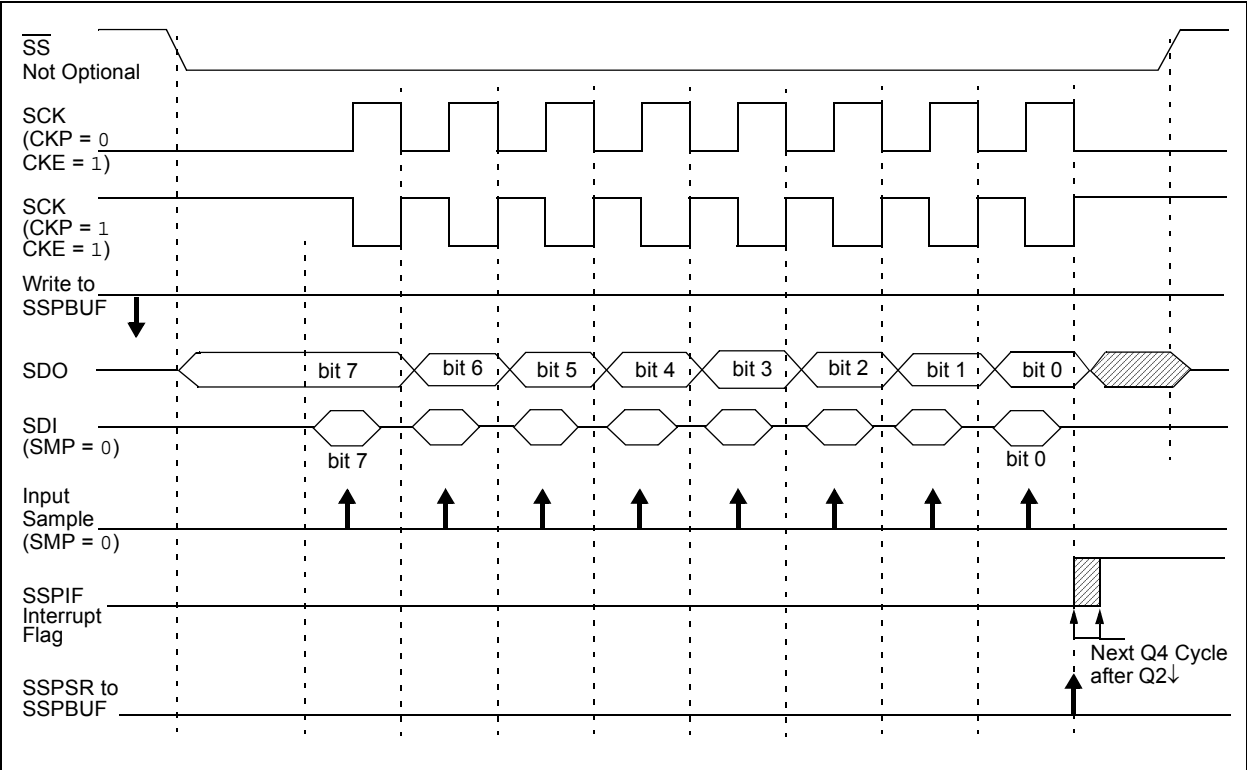 SS
Not Optional
SCK
(CKP = 0
CKE = 1)
SCK
(CKP = 1
CKE = 1)
Write to
SSPBUF
SDO
bit 7
bit 6
bit 5
bit 4
bit 3
bit 2
bit 1
bit 0
SDI
(SMP = 0)
bit 7
bit 0
Input
Sample
(SMP = 0)
SSPIF
Interrupt
Flag
Next Q4 Cycle
after Q2↓
SSPSR to
SSPBUF